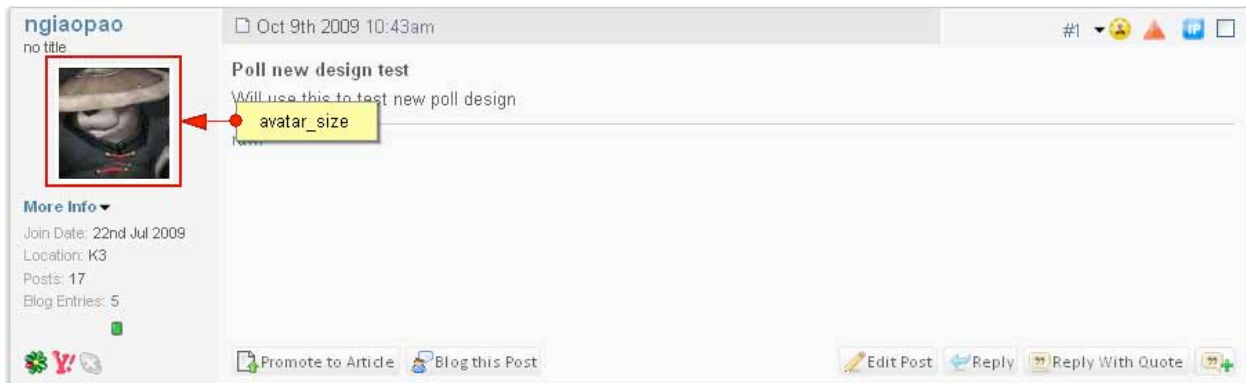 ngiaopao
no title
Oct 9th 2009 10:43am
#1
IP
Poll new design test
Will use this to test new poll design
avatar_size
More Info
Join Date: 22nd Jul 2009
Location: K3
Posts: 17
Blog Entries: 5
Y!
Promote to Article
Blog this Post
Edit Post
Reply
Reply With Quote